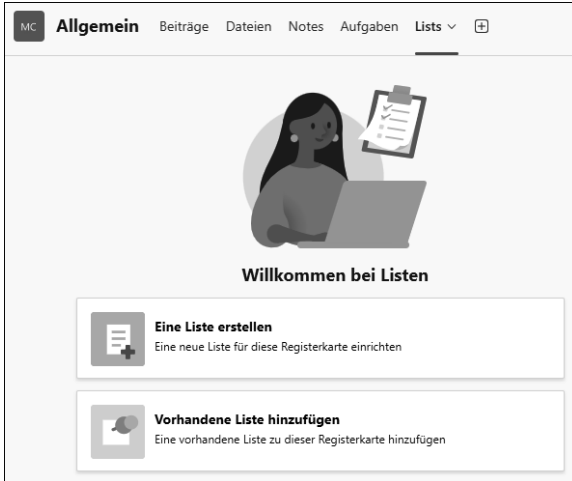 MC Allgemein Beiträge Dateien Notes Aufgaben Lists
Willkommen bei Listen
Eine Liste erstellen
Eine neue Liste für diese Registerkarte einrichten
Vorhandene Liste hinzufügen
Eine vorhandene Liste zu dieser Registerkarte hinzufügen